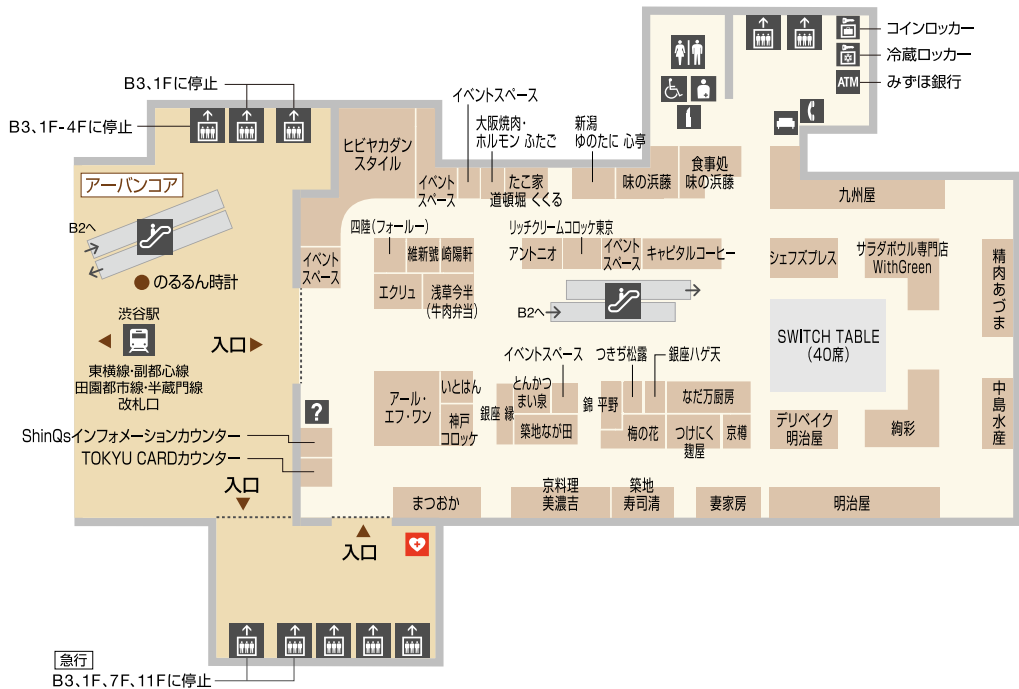 コインロッカー
冷蔵ロッカー
ATM
みずほ銀行
B3、1Fに停止
B3、1F-4Fに停止
イベントスペース
大阪焼肉・
ホルモン ふたご
新潟
ゆのたに 心亭
ヒビヤカダン
スタイル
イベント
スペース
たこ家
道頓堀 くくる
味の浜藤
食事処
味の浜藤
九州屋
アーバンコア
B2へ
のるるん時計
四陸(フォールー)
リッチクリームコロッケ東京
維新號
崎陽軒
アントニオ
イベント
スペース
キャピタルコーヒー
シェフズプレス
サラダボウル専門店
WithGreen
精肉あづま
イベント
スペース
エクリュ
浅草今半
(牛肉弁当)
B2へ
渋谷駅
東横線・副都心線
田園都市線・半蔵門線
改札口
入口
SWITCH TABLE
(40席)
イベントスペース
つきぢ松露
銀座ハゲ天
アール・
エフ・ワン
いとはん
神戸
コロッケ
銀座 縁
とんかつ
まい泉
築地なが田
錦
平野
梅の花
なだ万厨房
つけにく
麹屋
京樽
デリベイク
明治屋
絢彩
中島水産
?
ShinQsインフォメーションカウンター
TOKYU CARDカウンター
入口
まつおか
京料理
美濃吉
築地
寿司清
妻家房
明治屋
入口
急行
B3、1F、7F、11Fに停止